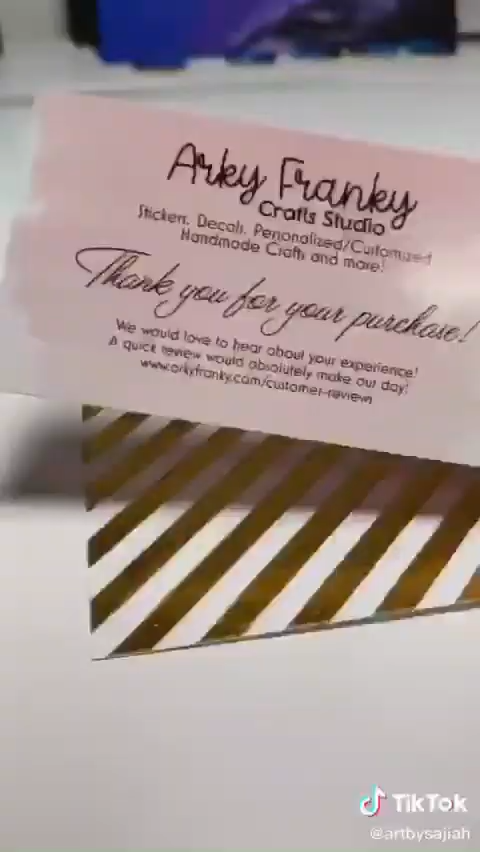 Arky Franky
Crafts Studio
Stickers, Decals, Personalized/Customized
Handmade Crafts and more!
Thank you for your purchase!
We would love to hear about your experience!
A quick review would absolutely make our day!
www.arkyfranky.com/customer-reviews
TikTok
@artbysajiah